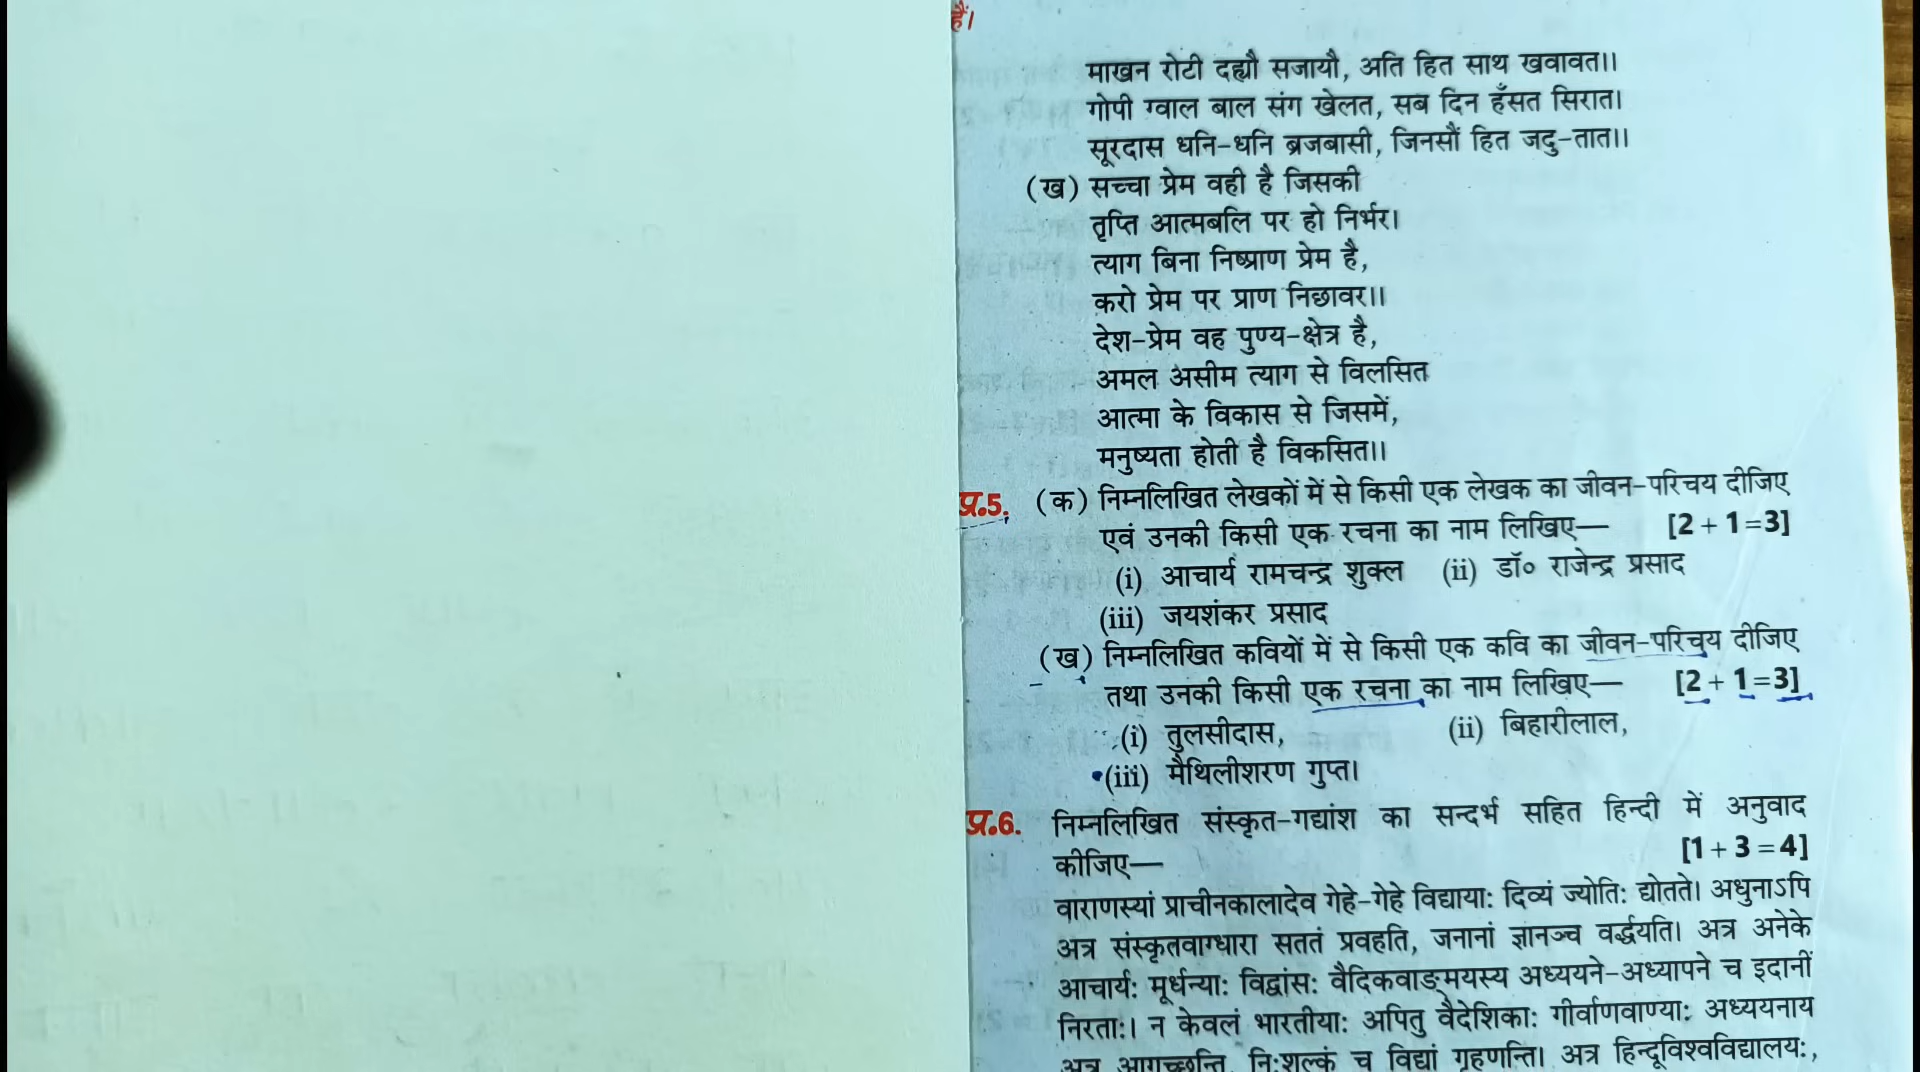 हैं।
माखन रोटी दह्यौ सजायौ, अति हित साथ खवावत।।
गोपी ग्वाल बाल संग खेलत, सब दिन हँसत सिरात।
सूरदास धनि-धनि ब्रजबासी, जिनसौं हित जदु-तात।।
(ख) सच्चा प्रेम वही है जिसकी
तृप्ति आत्मबलि पर हो निर्भर।
त्याग बिना निष्प्राण प्रेम है,
करो प्रेम पर प्राण निछावर।।
देश-प्रेम वह पुण्य-क्षेत्र है,
अमल असीम त्याग से विलसित
आत्मा के विकास से जिसमें,
मनुष्यता होती है विकसित।।
प्र.5. (क) निम्नलिखित लेखकों में से किसी एक लेखक का जीवन-परिचय दीजिए
एवं उनकी किसी एक रचना का नाम लिखिए— [2 + 1 = 3]
(i) आचार्य रामचन्द्र शुक्ल (ii) डॉ० राजेन्द्र प्रसाद
(iii) जयशंकर प्रसाद
(ख) निम्नलिखित कवियों में से किसी एक कवि का जीवन-परिचय दीजिए
तथा उनकी किसी एक रचना का नाम लिखिए— [2 + 1 = 3]
(i) तुलसीदास, (ii) बिहारीलाल,
(iii) मैथिलीशरण गुप्त।
प्र.6. निम्नलिखित संस्कृत-गद्यांश का सन्दर्भ सहित हिन्दी में अनुवाद
कीजिए— [1 + 3 = 4]
वाराणस्यां प्राचीनकालादेव गेहे-गेहे विद्यायाः दिव्यं ज्योतिः द्योतते। अधुनाऽपि
अत्र संस्कृतवाग्धारा सततं प्रवहति, जनानां ज्ञानञ्च वर्द्धयति। अत्र अनेके
आचार्यः मूर्धन्याः विद्वांसः वैदिकवाङ्मयस्य अध्ययने-अध्यापने च इदानीं
निरताः। न केवलं भारतीयाः अपितु वैदेशिकाः गीर्वाणवाण्याः अध्ययनाय
अत्र आगच्छन्ति, निःशुल्कं च विद्यां गृहणन्ति। अत्र हिन्दूविश्वविद्यालयः,